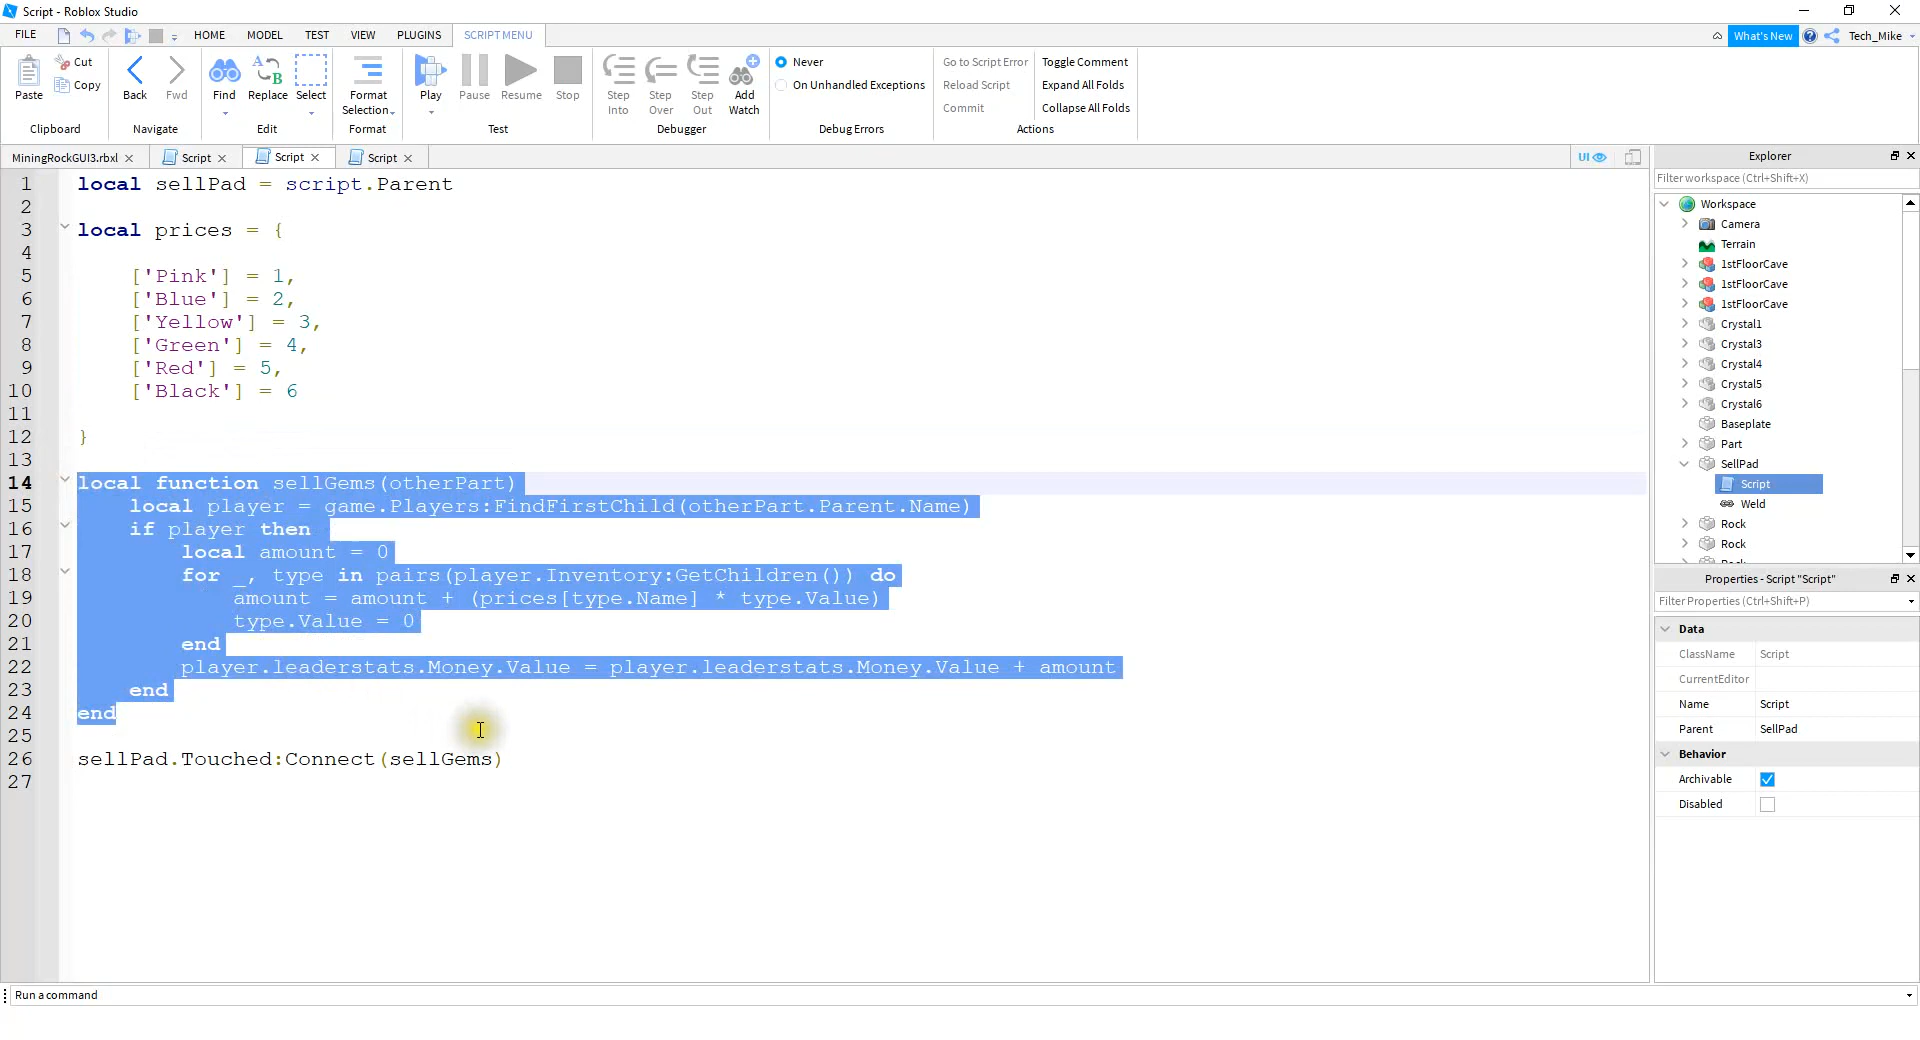 Script - Roblox Studio
FILE HOME MODEL TEST VIEW PLUGINS SCRIPT MENU What's New Tech_Mike
Paste Cut Copy Clipboard
Back Fwd Navigate
Find Replace Select Edit
Format Selection Format
Play Pause Resume Stop Test
Step Into Step Over Step Out Add Watch Debugger
Never
On Unhandled Exceptions
Debug Errors
Go to Script Error
Reload Script
Commit
Toggle Comment
Expand All Folds
Collapse All Folds
Actions
MiningRockGUI3.rbxl Script Script Script UI
1 local sellPad = script.Parent
2
3 local prices = {
4
5 ['Pink'] = 1,
6 ['Blue'] = 2,
7 ['Yellow'] = 3,
8 ['Green'] = 4,
9 ['Red'] = 5,
10 ['Black'] = 6
11
12 }
13
14 local function sellGems(otherPart)
15 local player = game.Players:FindFirstChild(otherPart.Parent.Name)
16 if player then
17 local amount = 0
18 for _, type in pairs(player.Inventory:GetChildren()) do
19 amount = amount + (prices[type.Name] * type.Value)
20 type.Value = 0
21 end
22 player.leaderstats.Money.Value = player.leaderstats.Money.Value + amount
23 end
24 end
25
26 sellPad.Touched:Connect(sellGems)
27
Explorer
Filter workspace (Ctrl+Shift+X)
Workspace
Camera
Terrain
1stFloorCave
1stFloorCave
1stFloorCave
Crystal1
Crystal3
Crystal4
Crystal5
Crystal6
Baseplate
Part
SellPad
Script
Weld
Rock
Rock
Properties - Script "Script"
Filter Properties (Ctrl+Shift+P)
Data
ClassName Script
CurrentEditor
Name Script
Parent SellPad
Behavior
Archivable
Disabled
Run a command